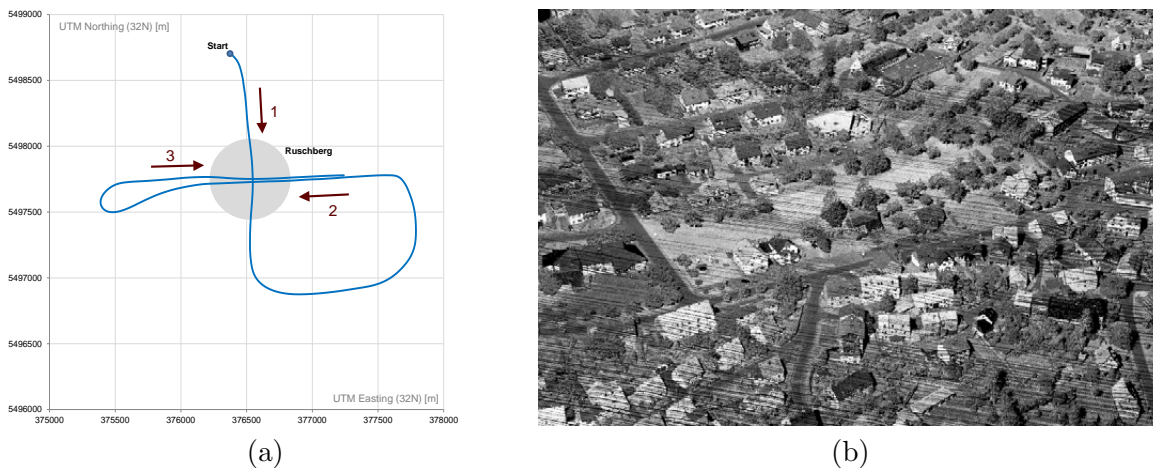 5499000
UTM Northing (32N) [m]
Start
5498500
1
5498000
Ruschberg
3
2
5497500
5497000
5496500
UTM Easting (32N) [m]
5496000
375000 375500 376000 376500 377000 377500 378000
(a) (b)